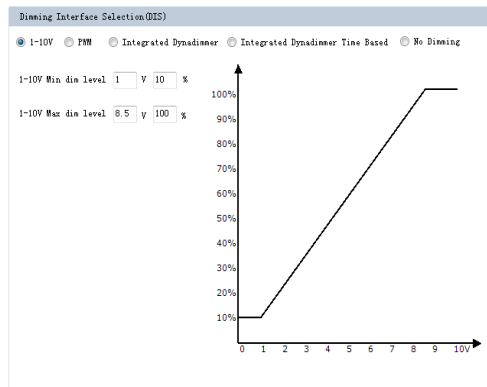 Dimming Interface Selection(DIS)
1-10V PWM Integrated Dynadimmer Integrated Dynadimmer Time Based No Dimming
1-10V Min dim level 1 V 10 %
1-10V Max dim level 8.5 V 100 %
100%
90%
80%
70%
60%
50%
40%
30%
20%
10%
0 1 2 3 4 5 6 7 8 9 10V